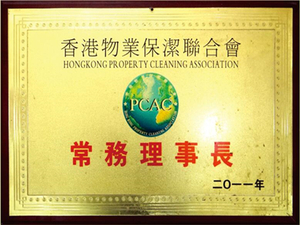 香港物業保潔聯合會
HONGKONG PROPERTY CLEANING ASSOCIATION
PCAC
常務理事長
二〇一一年